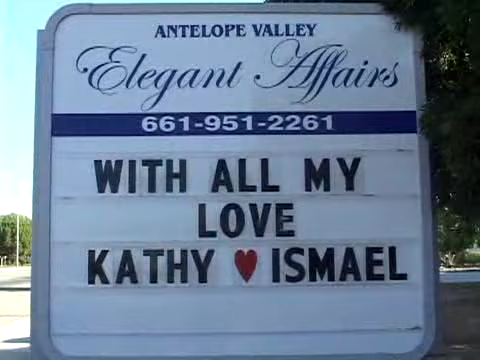 ANTELOPE VALLEY
Elegant Affairs
661-951-2261
WITH ALL MY
LOVE
KATHY ♥ ISMAEL